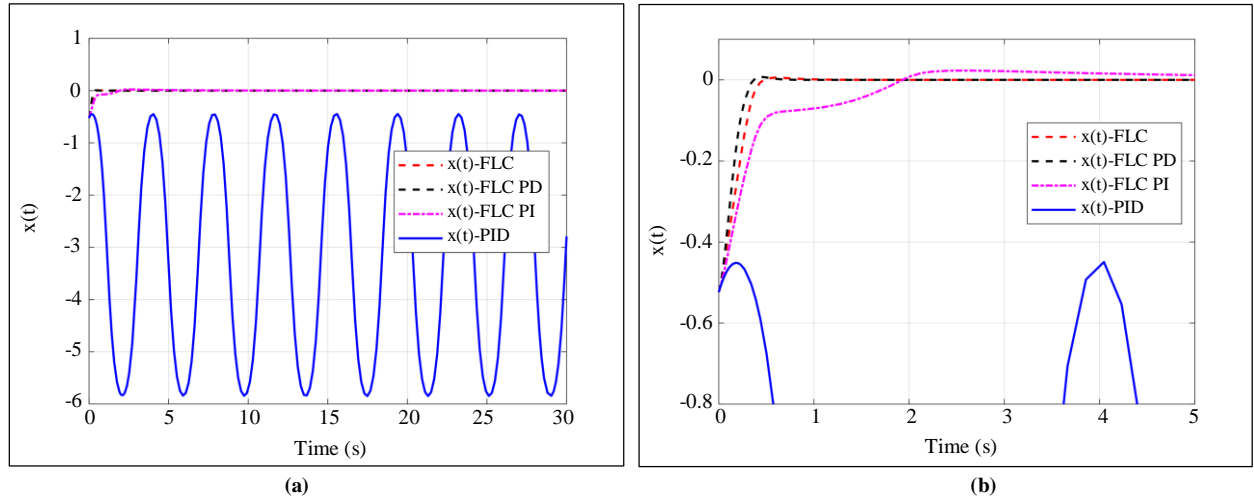 1
0
-1
-2
-3
-4
-5
-6
x(t)
0
5
10
15
20
25
30
Time (s)
x(t)-FLC
x(t)-FLC PD
x(t)-FLC PI
x(t)-PID
(a)
0
-0.2
-0.4
-0.6
-0.8
x(t)
0
1
2
3
4
5
Time (s)
x(t)-FLC
x(t)-FLC PD
x(t)-FLC PI
x(t)-PID
(b)